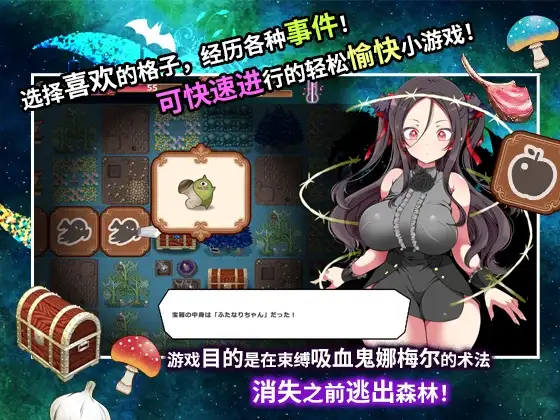 选择喜欢的格子，经历各种事件！
可快速进行的轻松愉快小游戏！
55
宝箱の中身は「ふたなりちゃん」だった！
游戏目的是在束缚吸血鬼娜梅尔的术法
消失之前逃出森林！